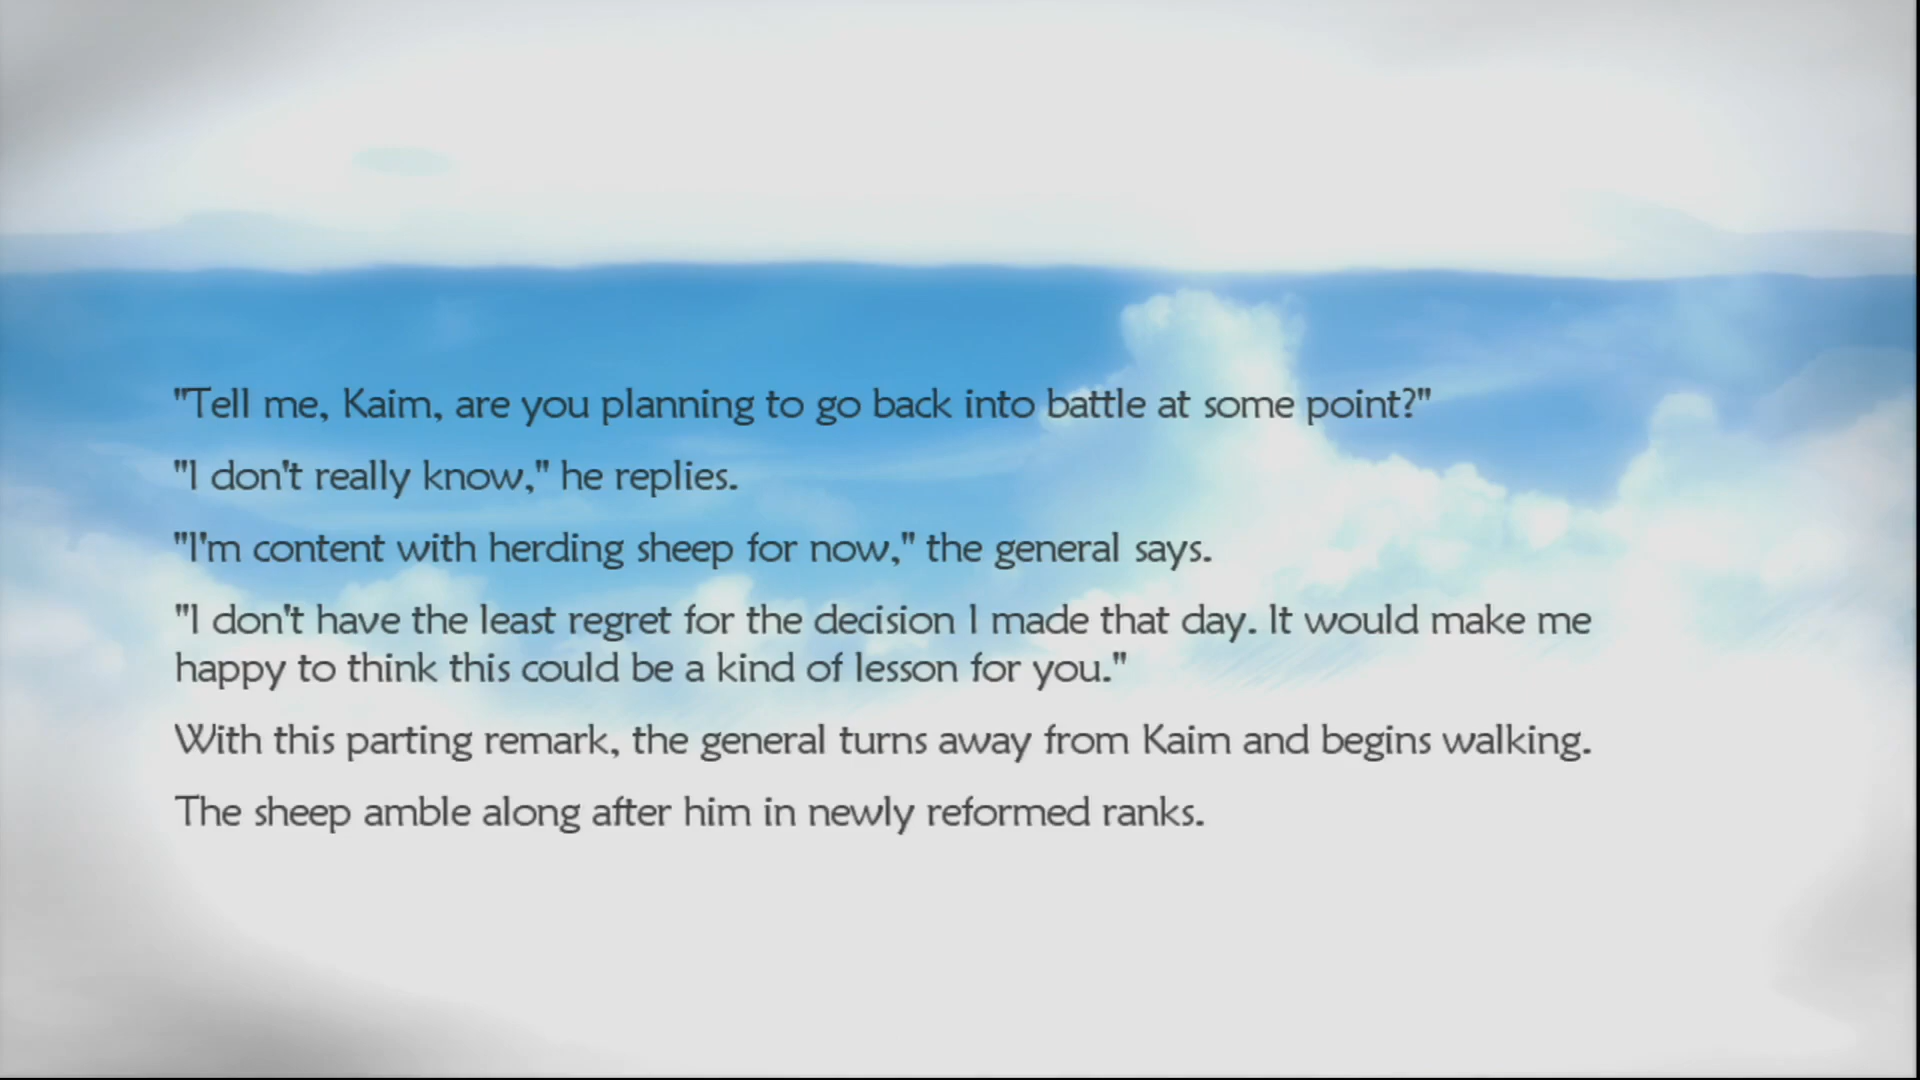 "Tell me, Kaim, are you planning to go back into battle at some point?"
"I don't really know," he replies.
"I'm content with herding sheep for now," the general says.
"I don't have the least regret for the decision I made that day. It would make me
happy to think this could be a kind of lesson for you."
With this parting remark, the general turns away from Kaim and begins walking.
The sheep amble along after him in newly reformed ranks.